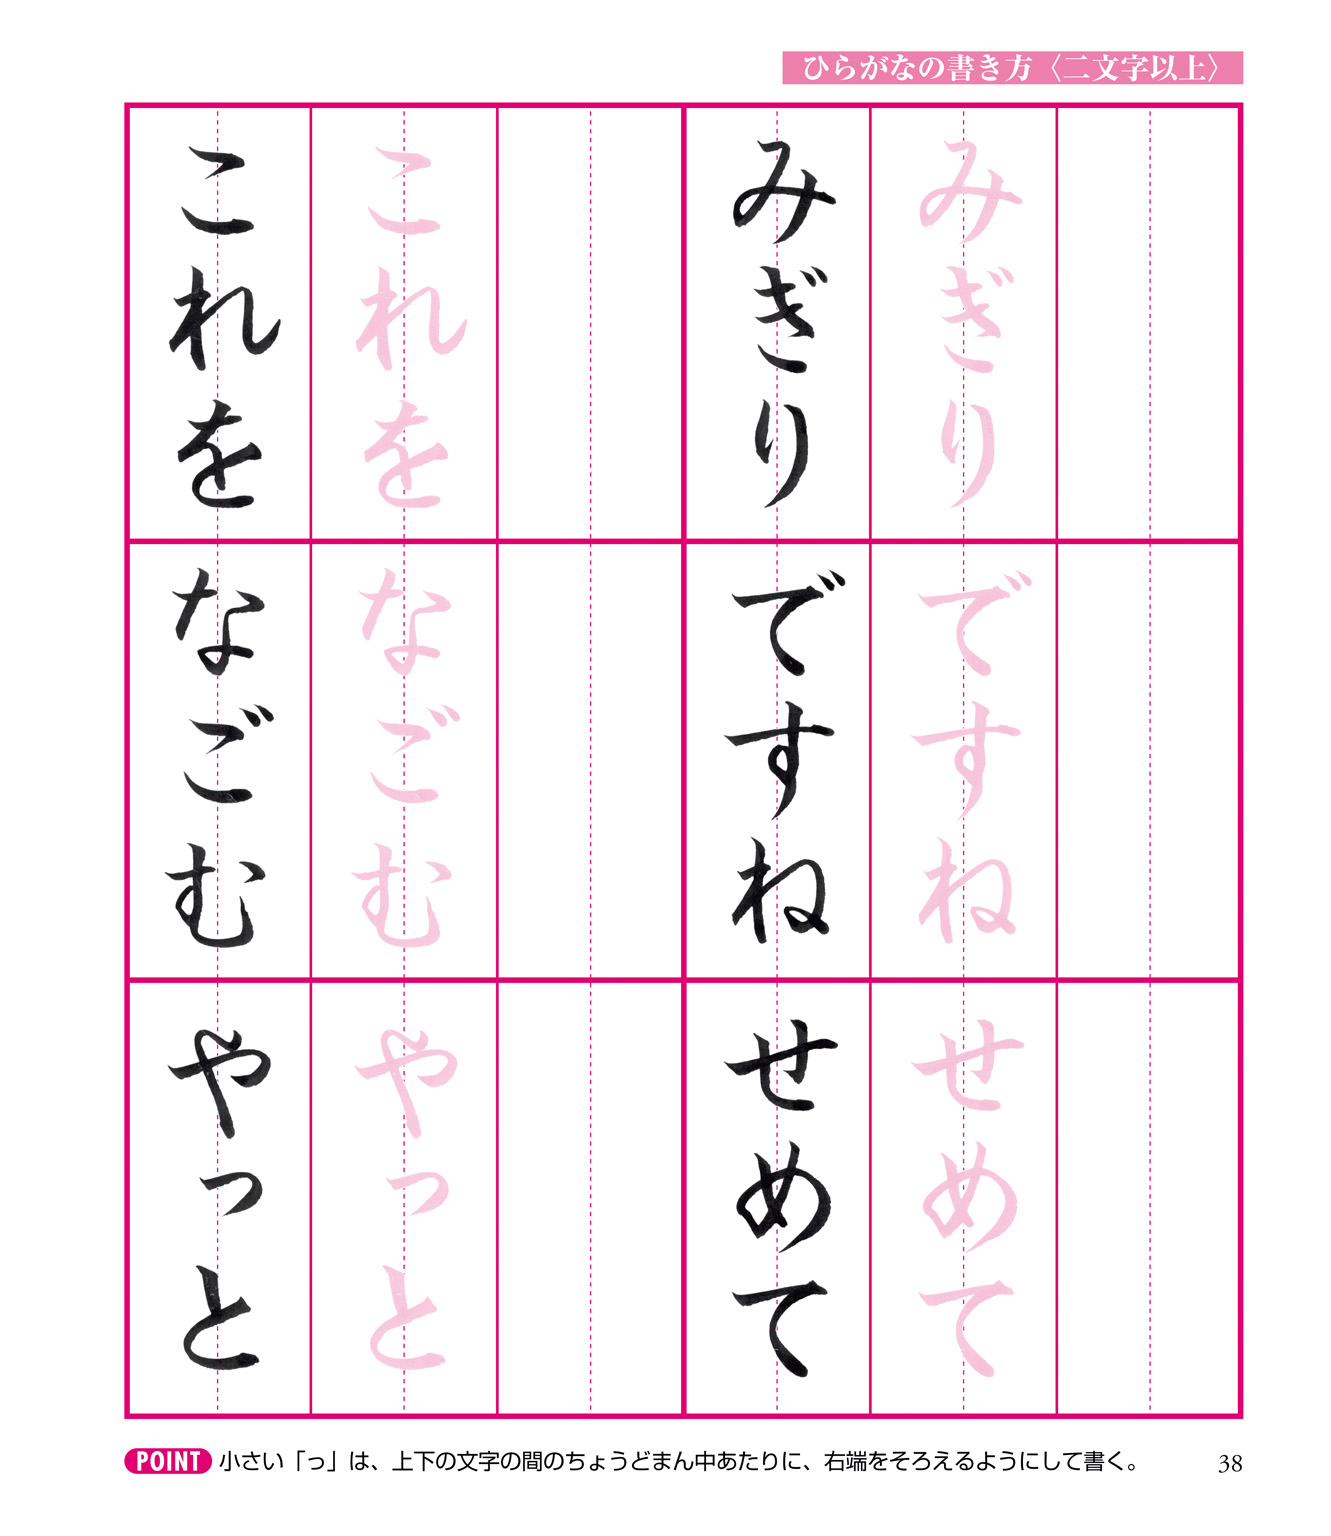 ひらがなの書き方〈二文字以上〉
これを
これを
みぎり
みぎり
なごむ
なごむ
ですね
ですね
やっと
やっと
せめて
せめて
POINT 小さい「っ」は、上下の文字の間のちょうどまん中あたりに、右端をそろえるようにして書く。
38